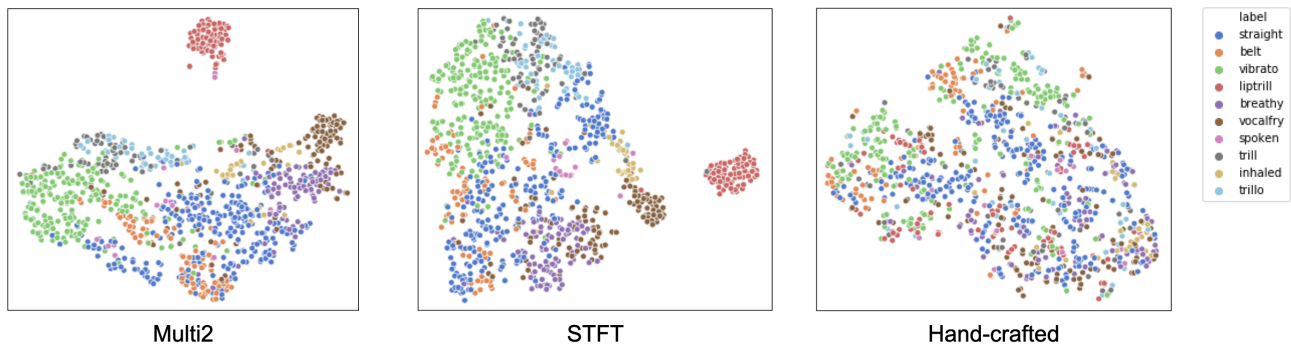 label
straight
belt
vibrato
liptrill
breathy
vocalfry
spoken
trill
inhaled
trillo
Multi2
STFT
Hand-crafted